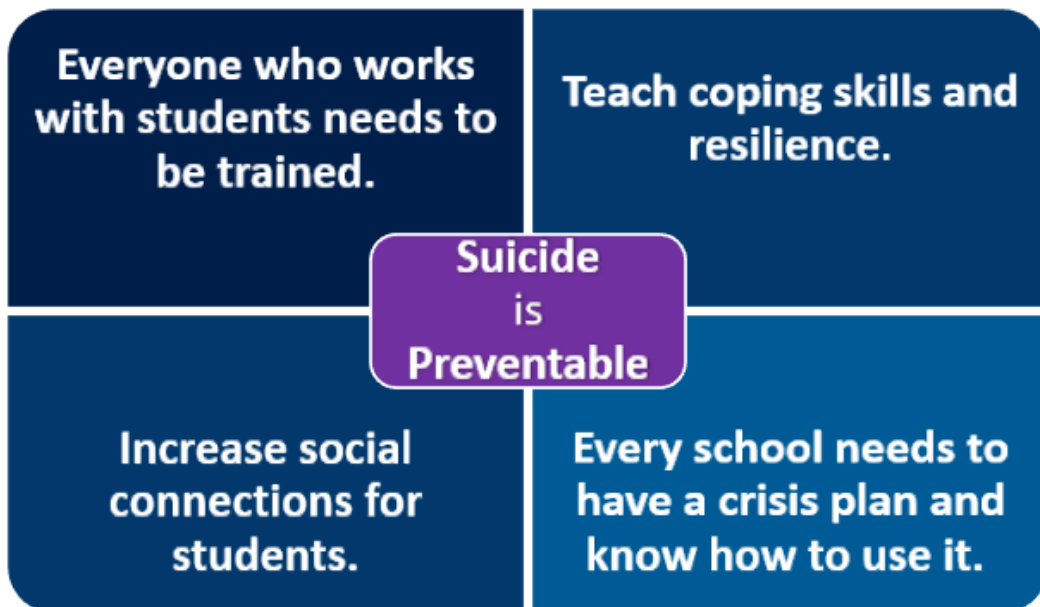 Everyone who works
with students needs to
be trained.
Teach coping skills and
resilience.
Suicide
is
Preventable
Increase social
connections for
students.
Every school needs to
have a crisis plan and
know how to use it.